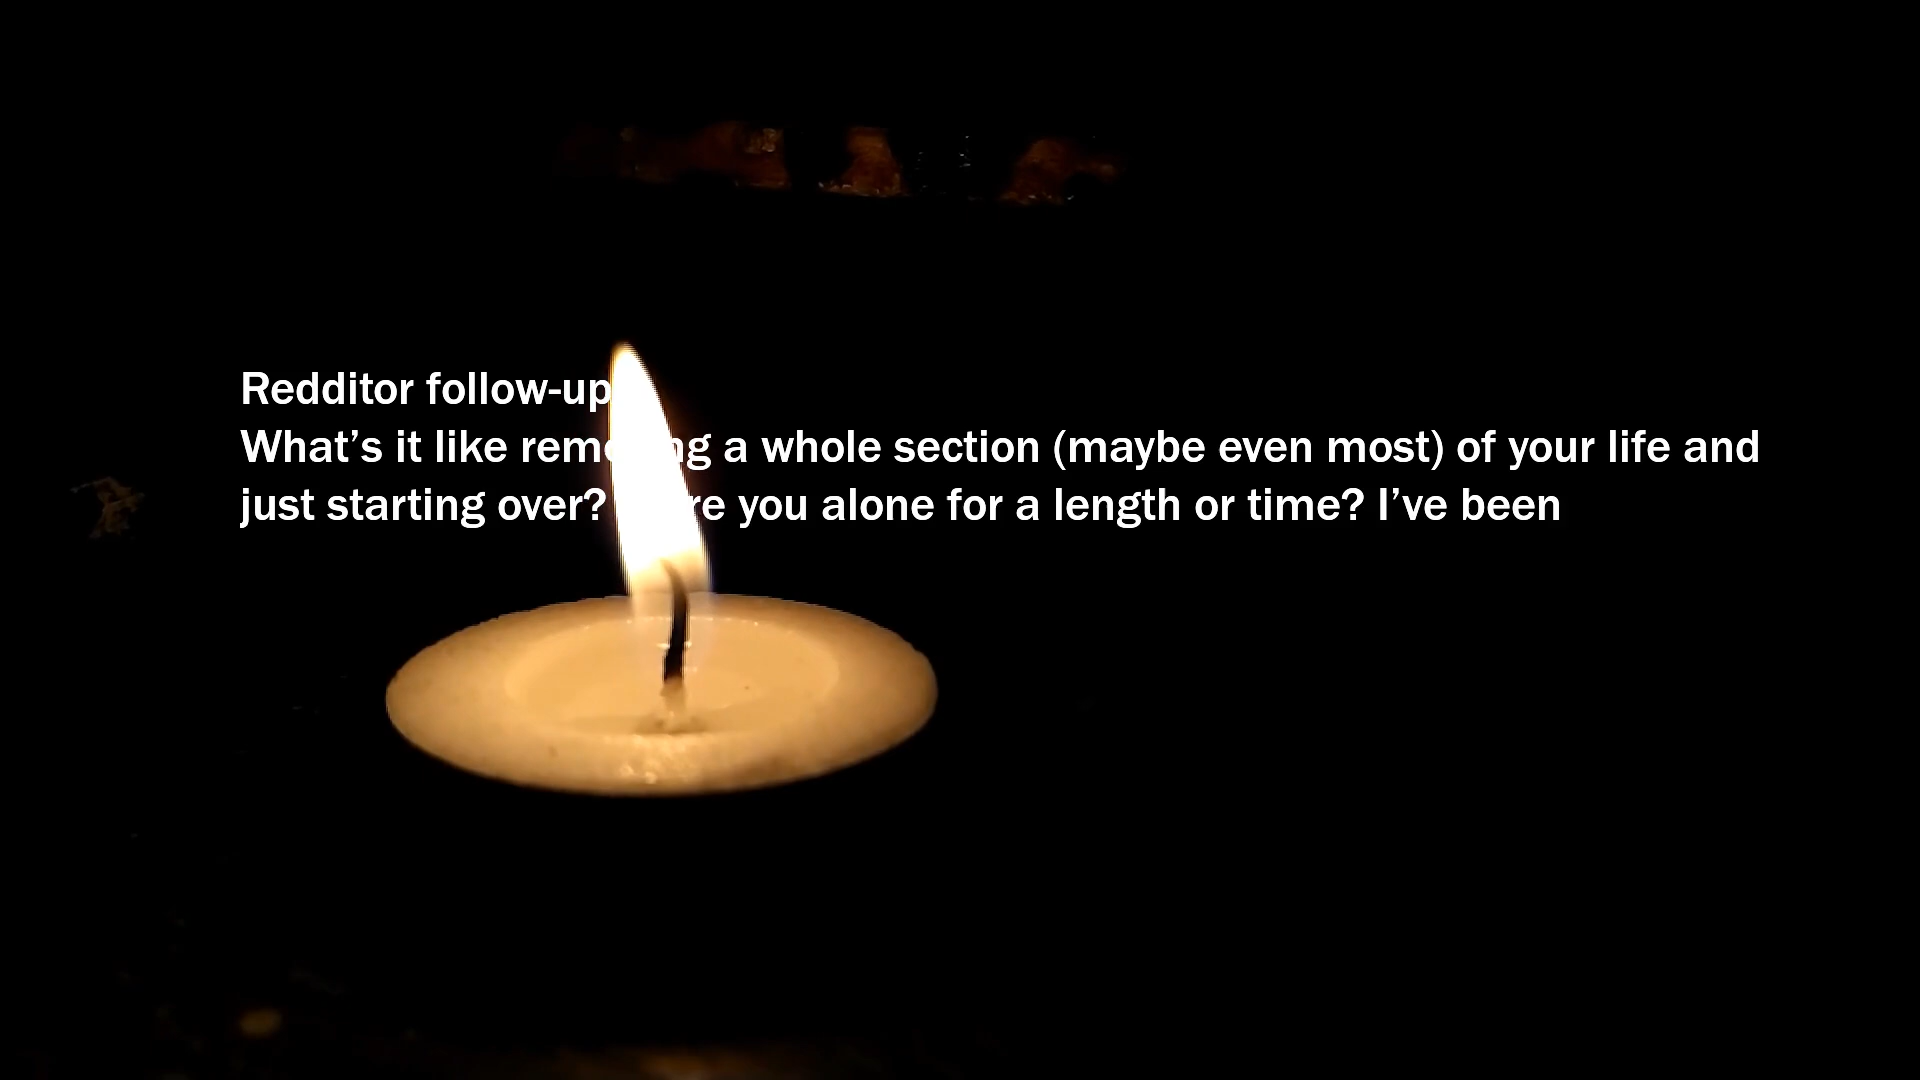 Redditor follow-up
What’s it like a whole section (maybe even most) of your life and
just starting over? you alone for a length or time? I’ve been